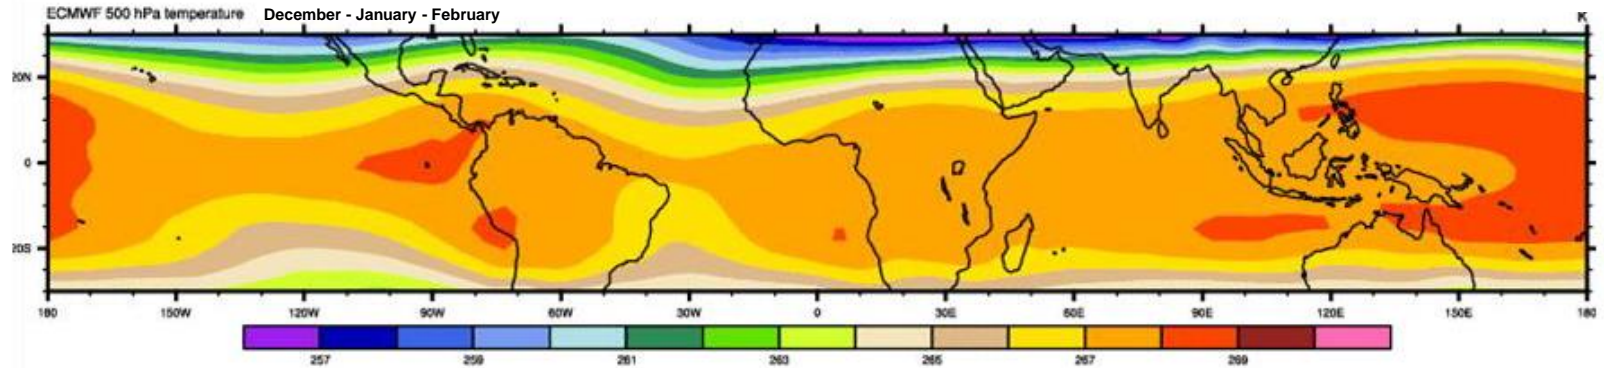 ECMWF 500 hPa temperature December - January - February K
20N
0
20S
180 150W 120W 90W 60W 30W 0 30E 60E 90E 120E 150E 180
257 259 261 263 265 267 269